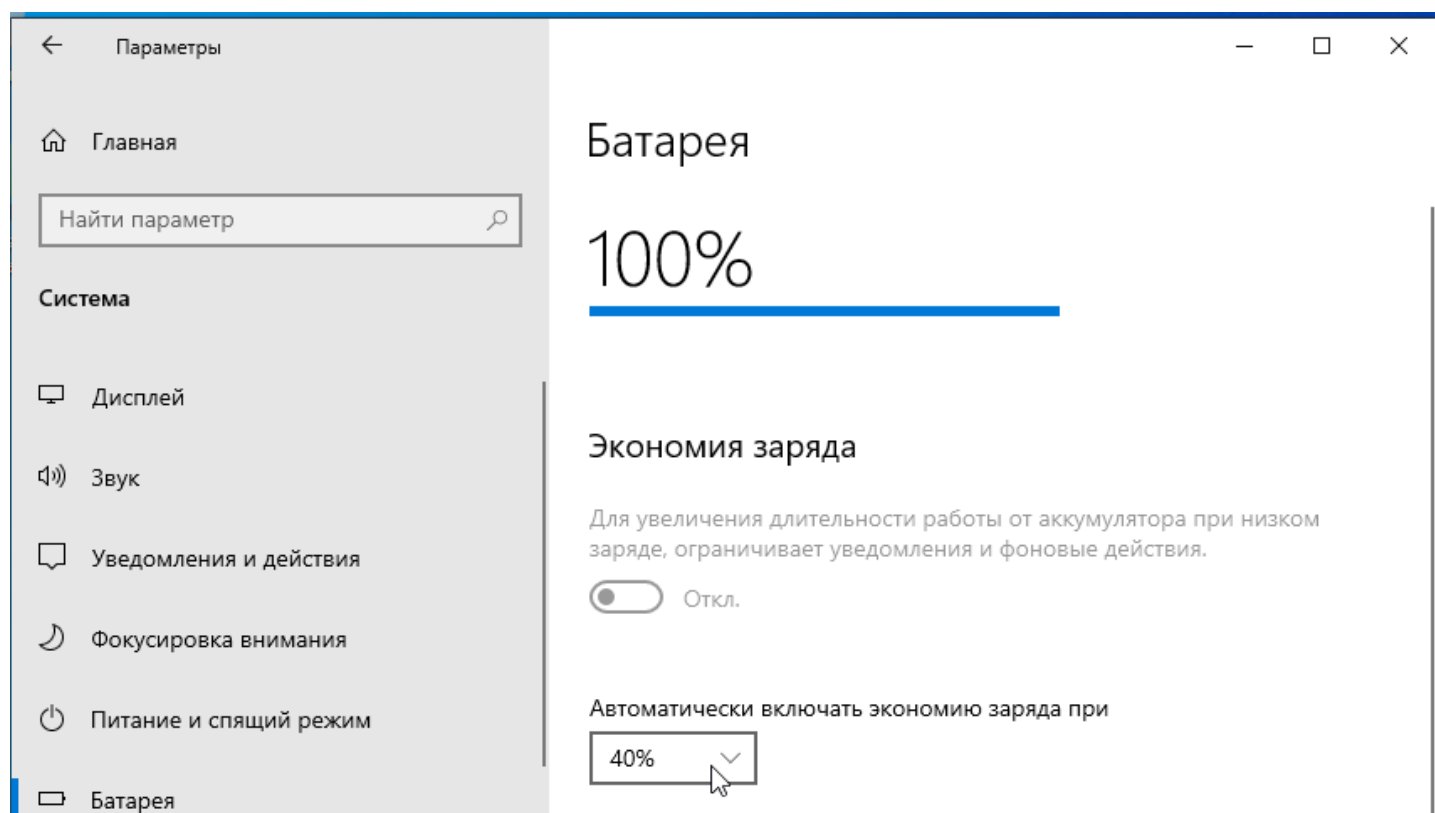 Параметры
Главная
Найти параметр
Система
Дисплей
Звук
Уведомления и действия
Фокусировка внимания
Питание и спящий режим
Батарея
Батарея
100%
Экономия заряда
Для увеличения длительности работы от аккумулятора при низком
заряде, ограничивает уведомления и фоновые действия.
Откл.
Автоматически включать экономию заряда при
40%